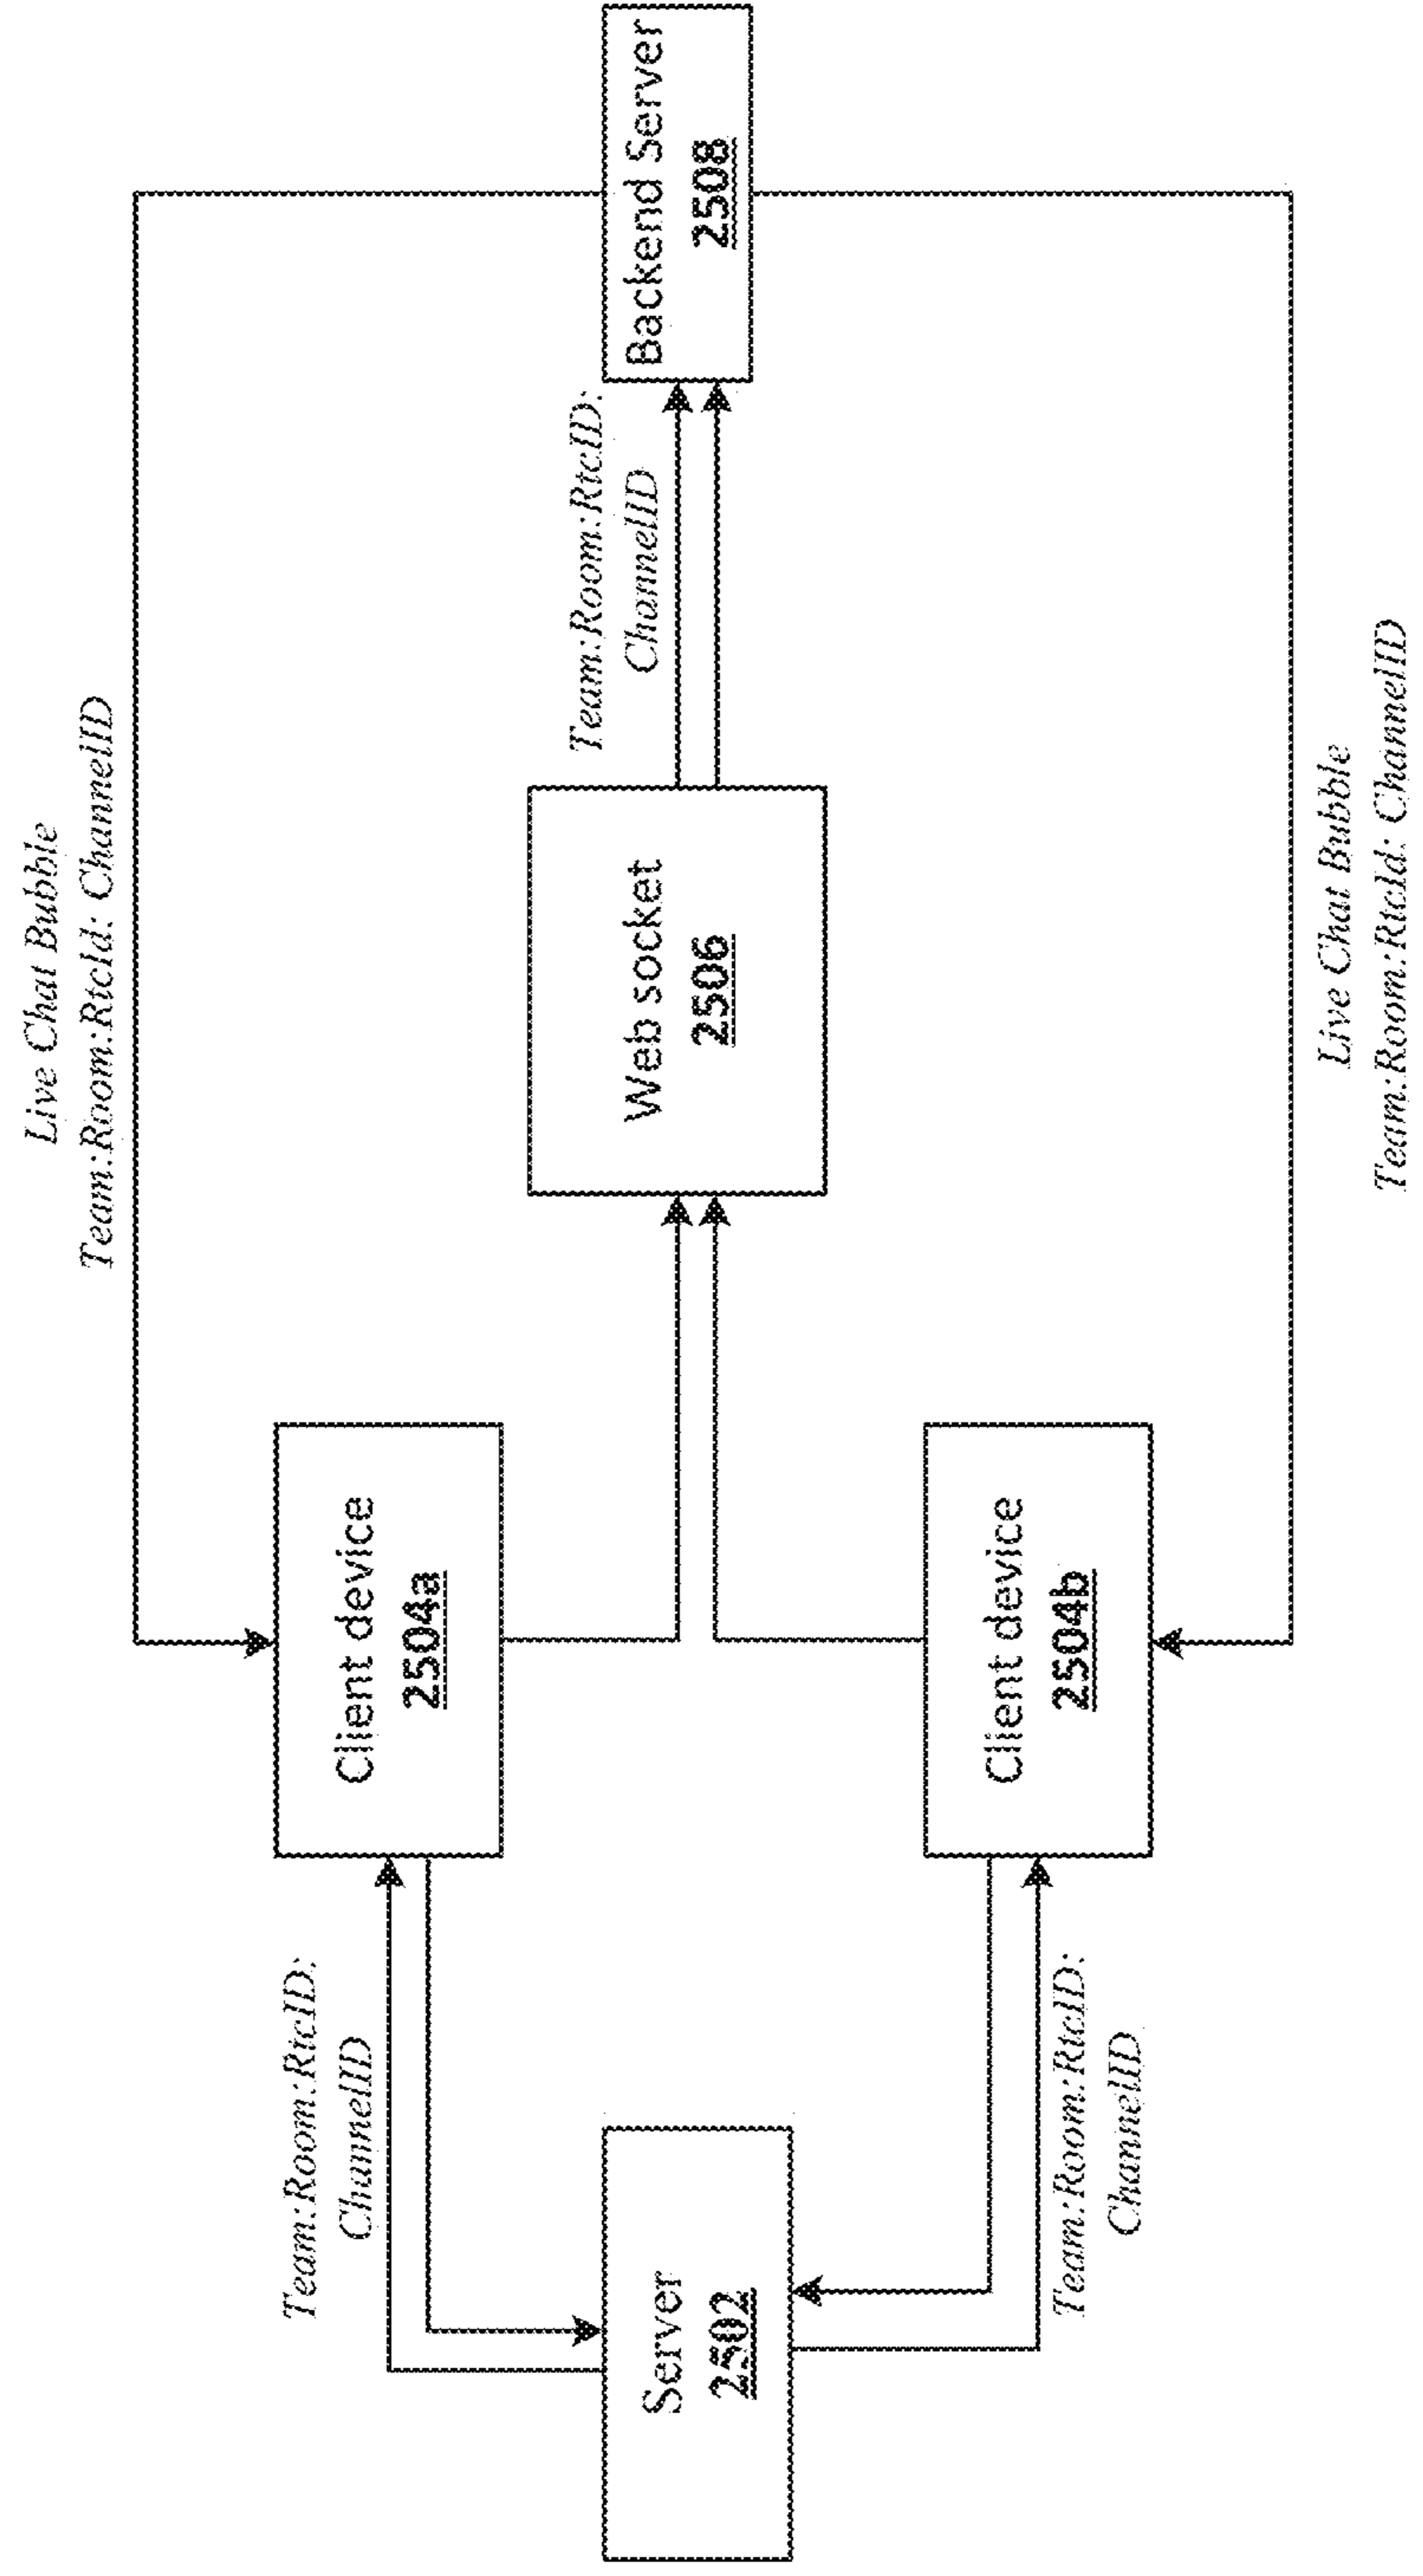 Live Chat Bubble
Team:Room:RtcId: ChannelID
Team:Room:RtcID:
ChannelID
Client device
2504a
Server
2502
Web socket
2506
Team:Room:RtcID:
ChannelID
Backend Server
2508
Client device
2504b
Team:Room:RtcID:
ChannelID
Live Chat Bubble
Team:Room:RtcId: ChannelID